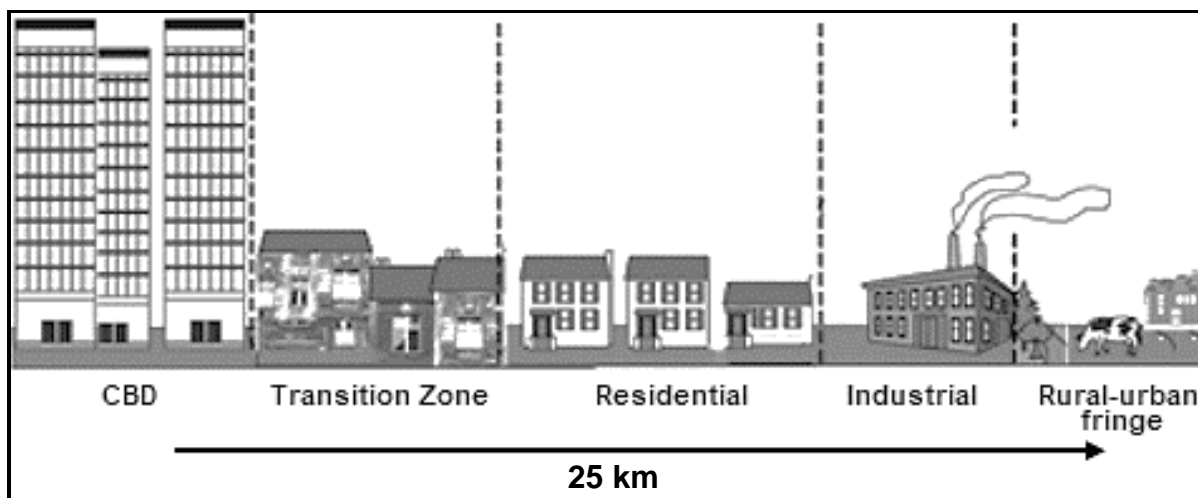 CBD
Transition Zone
Residential
Industrial
Rural-urban
fringe
25 km